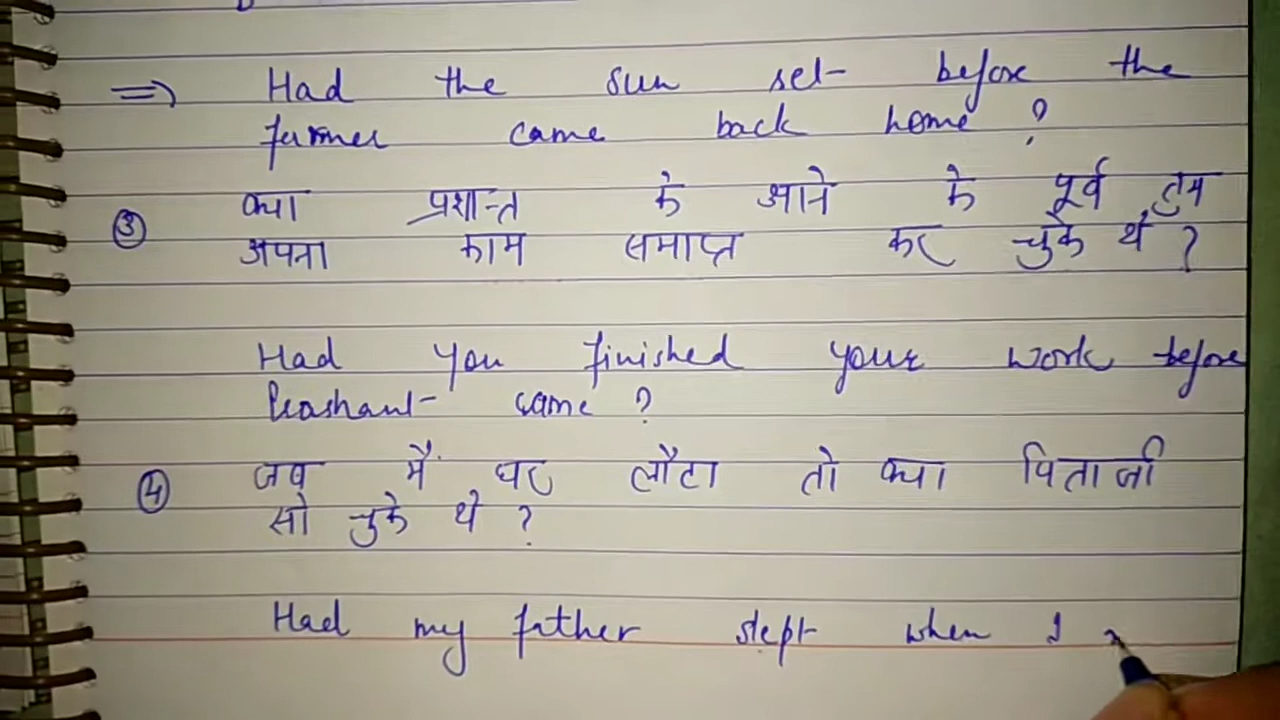 => Had the sun set before the
farmer came back home ?
③ क्या प्रशान्त के आने के पूर्व तुम
अपना काम समाप्त कर चुके थे ?
Had you finished your work before
Prashant came ?
④ जब मैं घर लौटा तो क्या पिताजी
सो चुके थे ?
Had my father slept when I